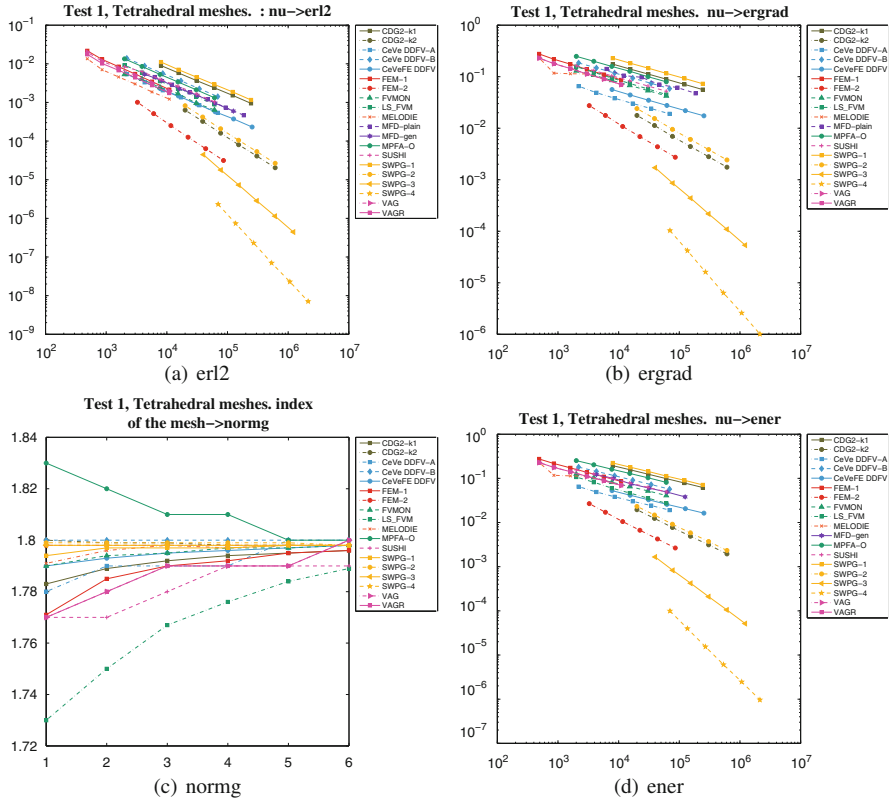 Test 1, Tetrahedral meshes. : nu->erl2
10^-1
10^-2
10^-3
10^-4
10^-5
10^-6
10^-7
10^-8
10^-9
10^2
10^3
10^4
10^5
10^6
10^7
CDG2-k1
CDG2-k2
CeVe DDFV-A
CeVe DDFV-B
CeVeFE DDFV
FEM-1
FEM-2
FVMON
LS_FVM
MELODIE
MFD-plain
MFD-gen
MPFA-O
SUSHI
SWPG-1
SWPG-2
SWPG-3
SWPG-4
VAG
VAGR
(a) erl2
Test 1, Tetrahedral meshes. nu->ergrad
10^0
10^-1
10^-2
10^-3
10^-4
10^-5
10^-6
10^2
10^3
10^4
10^5
10^6
10^7
CDG2-k1
CDG2-k2
CeVe DDFV-A
CeVe DDFV-B
CeVeFE DDFV
FEM-1
FEM-2
FVMON
LS_FVM
MELODIE
MFD-plain
MFD-gen
MPFA-O
SUSHI
SWPG-1
SWPG-2
SWPG-3
SWPG-4
VAG
VAGR
(b) ergrad
Test 1, Tetrahedral meshes. index
of the mesh->normg
1.84
1.82
1.8
1.78
1.76
1.74
1.72
1
2
3
4
5
6
CDG2-k1
CDG2-k2
CeVe DDFV-A
CeVe DDFV-B
CeVeFE DDFV
FEM-1
FEM-2
FVMON
LS_FVM
MELODIE
MPFA-O
SUSHI
SWPG-1
SWPG-2
SWPG-3
SWPG-4
VAG
VAGR
(c) normg
Test 1, Tetrahedral meshes. nu->ener
10^0
10^-1
10^-2
10^-3
10^-4
10^-5
10^-6
10^-7
10^2
10^3
10^4
10^5
10^6
10^7
CDG2-k1
CDG2-k2
CeVe DDFV-A
CeVe DDFV-B
CeVeFE DDFV
FEM-1
FEM-2
FVMON
LS_FVM
MELODIE
MFD-gen
MPFA-O
SUSHI
SWPG-1
SWPG-2
SWPG-3
SWPG-4
VAG
VAGR
(d) ener